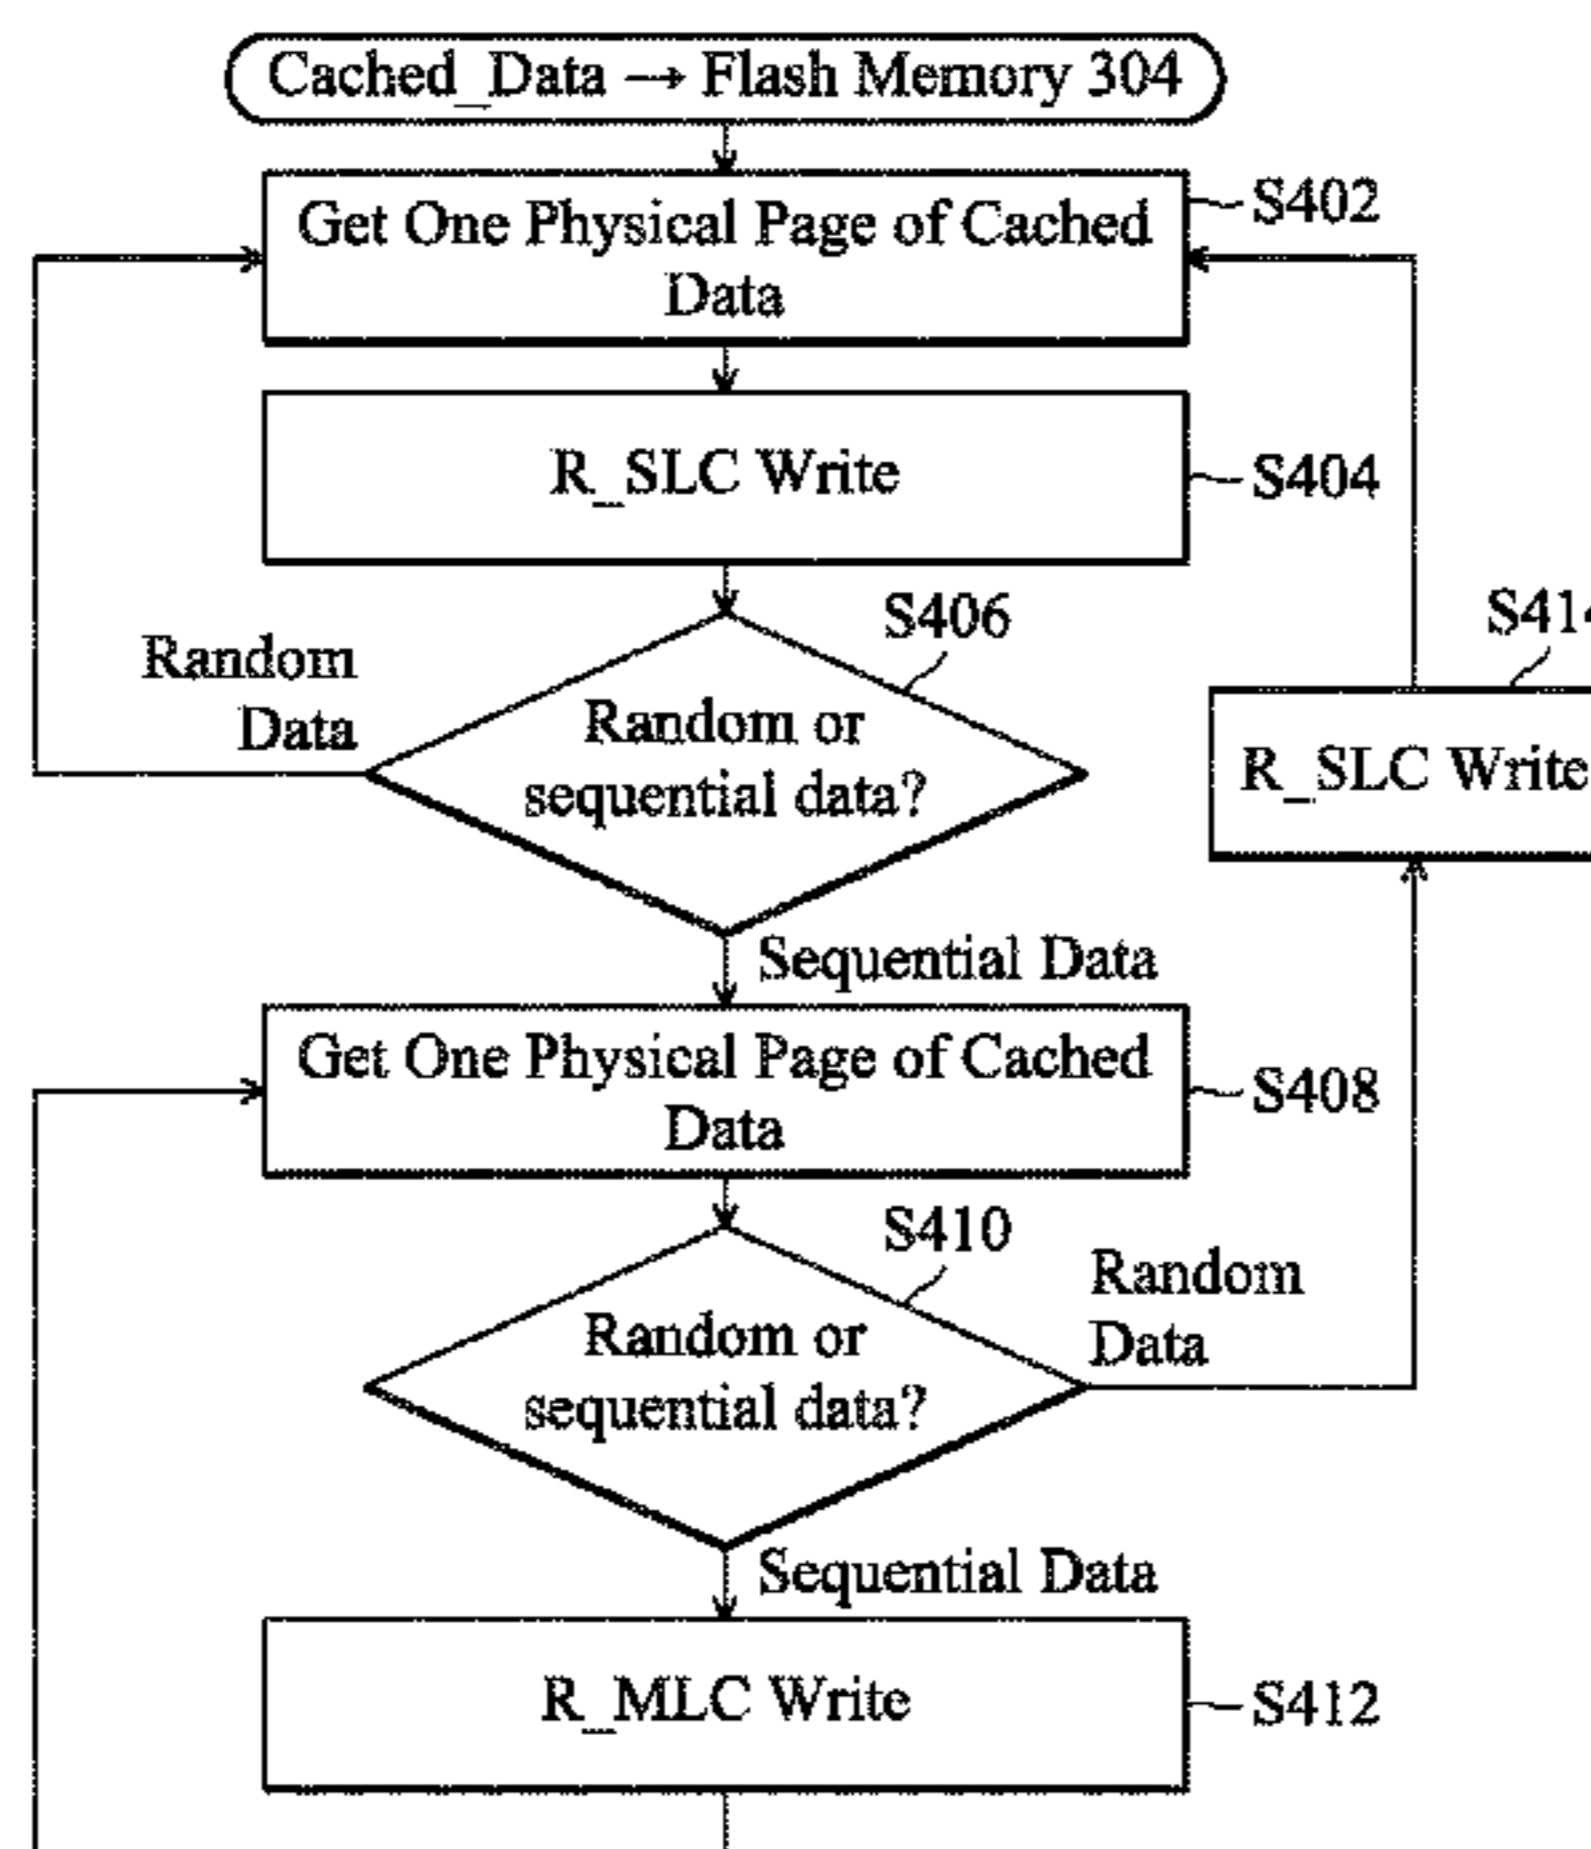 Cached_Data → Flash Memory 304
Get One Physical Page of Cached
Data
S402
R_SLC Write
S404
S406
Random
Data
Random or
sequential data?
S414
R_SLC Write
Sequential Data
Get One Physical Page of Cached
Data
S408
S410
Random or
sequential data?
Random
Data
Sequential Data
R_MLC Write
S412